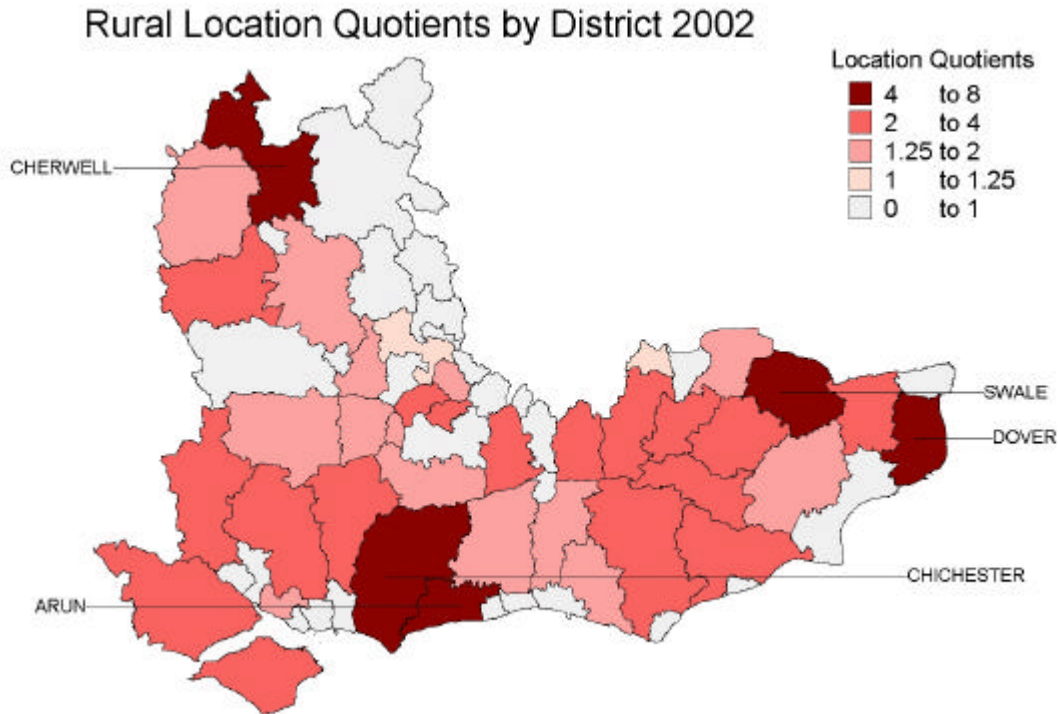 Rural Location Quotients by District 2002
Location Quotients
4 to 8
2 to 4
1.25 to 2
1 to 1.25
0 to 1
CHERWELL
SWALE
DOVER
CHICHESTER
ARUN